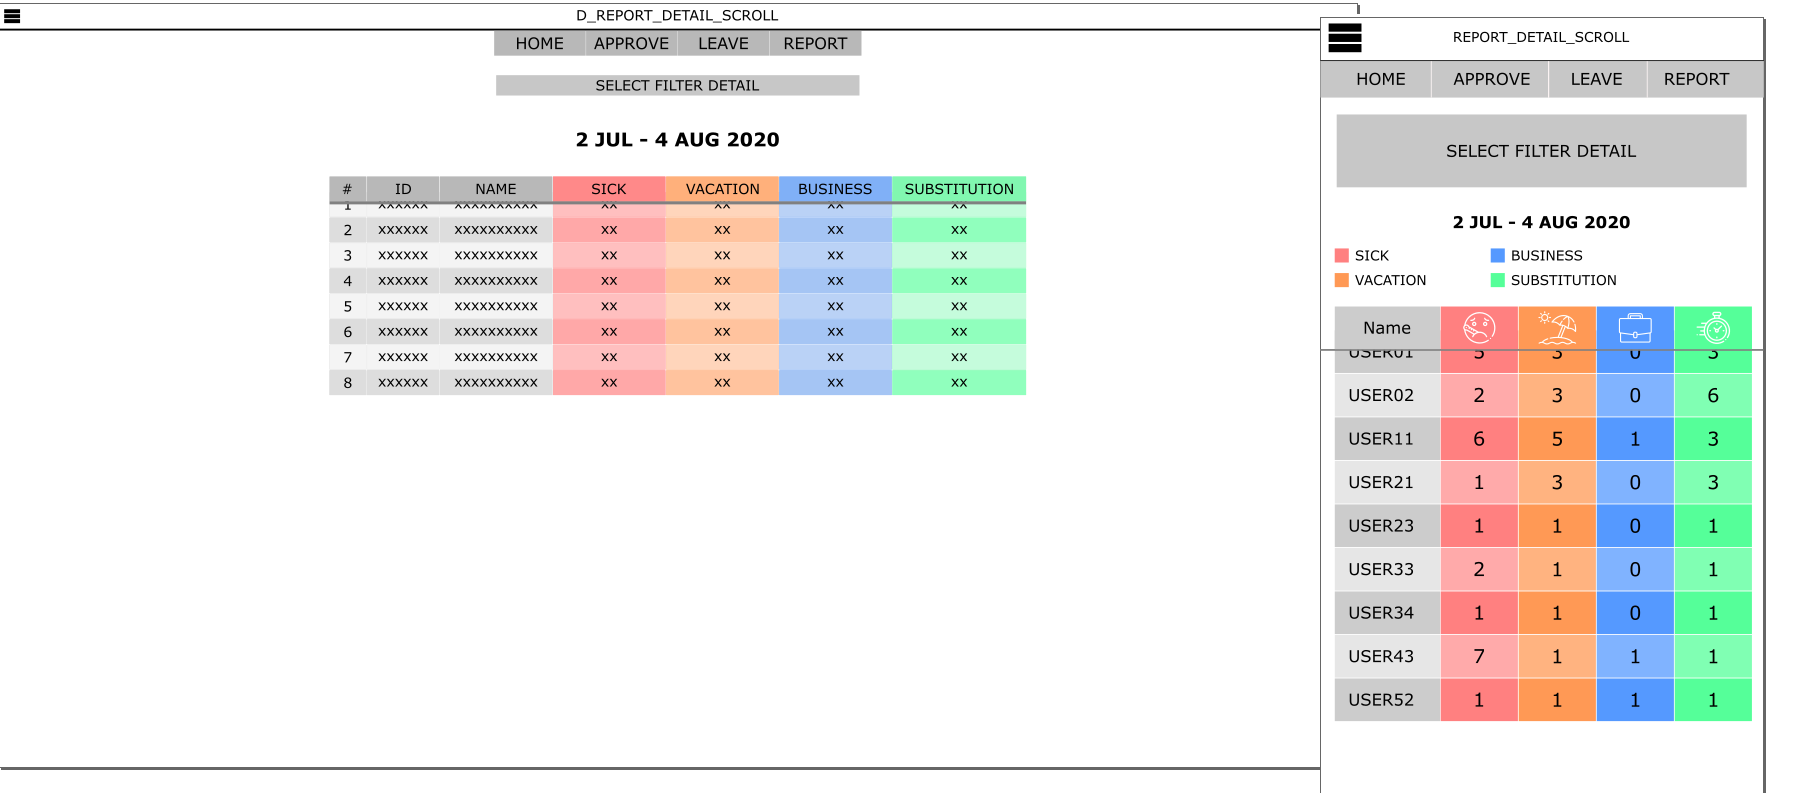 D_REPORT_DETAIL_SCROLL
HOME APPROVE LEAVE REPORT
SELECT FILTER DETAIL
2 JUL - 4 AUG 2020
# ID NAME SICK VACATION BUSINESS SUBSTITUTION
1 xxxxxx xxxxxxxxxx xx xx xx xx
2 xxxxxx xxxxxxxxxx xx xx xx xx
3 xxxxxx xxxxxxxxxx xx xx xx xx
4 xxxxxx xxxxxxxxxx xx xx xx xx
5 xxxxxx xxxxxxxxxx xx xx xx xx
6 xxxxxx xxxxxxxxxx xx xx xx xx
7 xxxxxx xxxxxxxxxx xx xx xx xx
8 xxxxxx xxxxxxxxxx xx xx xx xx
REPORT_DETAIL_SCROLL
HOME APPROVE LEAVE REPORT
SELECT FILTER DETAIL
2 JUL - 4 AUG 2020
SICK BUSINESS
VACATION SUBSTITUTION
Name
USER01 5 3 0 3
USER02 2 3 0 6
USER11 6 5 1 3
USER21 1 3 0 3
USER23 1 1 0 1
USER33 2 1 0 1
USER34 1 1 0 1
USER43 7 1 1 1
USER52 1 1 1 1